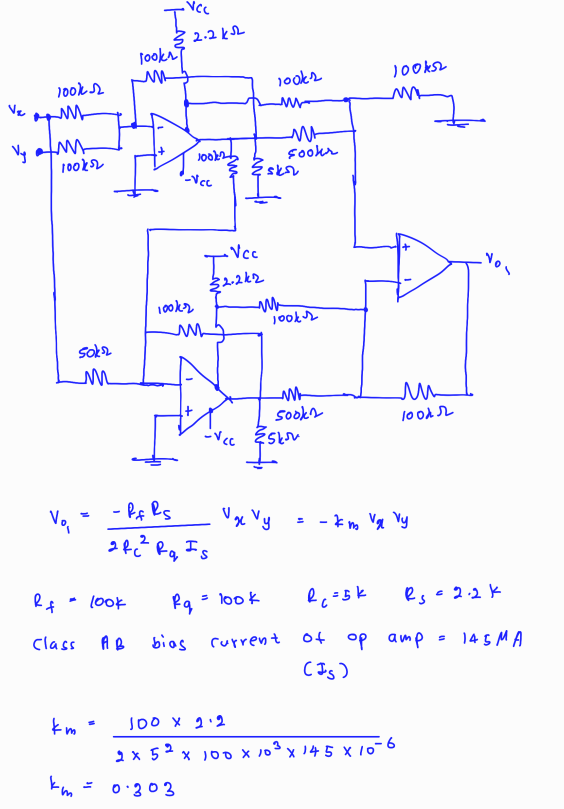 Vcc
2.2kΩ
100kΩ
100kΩ
100kΩ
100kΩ
Vx
Vy
100kΩ
-
+
100kΩ
500kΩ
5kΩ
-Vcc
Vcc
2.2kΩ
+
-
Vo1
100kΩ
100kΩ
50kΩ
-
+
500kΩ
100kΩ
-Vcc
5kΩ
Vo1 = -Rf Rs / 2Rc² Rq Is Vx Vy = -km Vx Vy
Rf = 100k Rq = 100k Rc = 5k Rs = 2.2k
Class AB bias current of op amp = 145MA
(Is)
km = 100 x 2.2 / 2 x 5² x 100 x 10³ x 145 x 10⁻⁶
km = 0.303